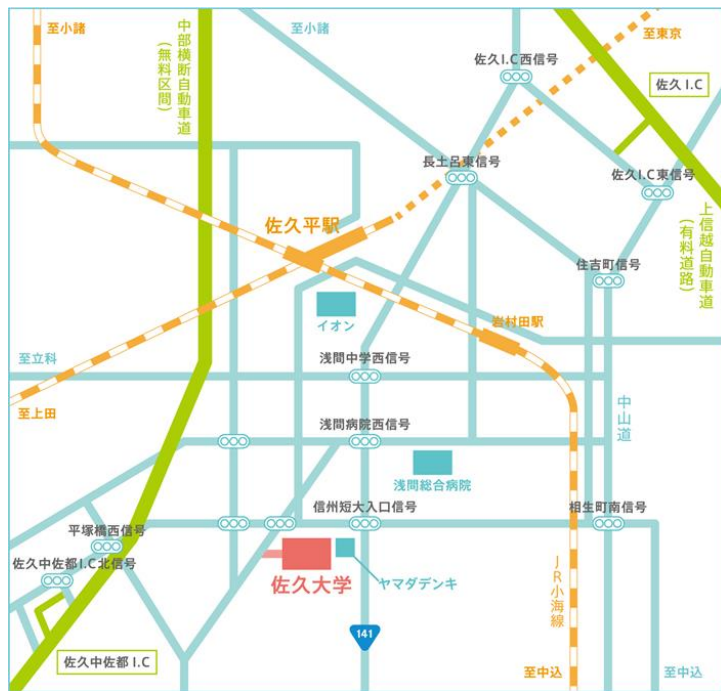 至小諸
中部横断自動車道
(無料区間)
至小諸
至東京
佐久I.C西信号
佐久 I.C
長土呂東信号
佐久I.C東信号
上信越自動車道
(有料道路)
佐久平駅
住吉町信号
イオン
岩村田駅
至立科
浅間中学西信号
至上田
中山道
浅間病院西信号
浅間総合病院
信州短大入口信号
相生町南信号
平塚橋西信号
佐久中佐都I.C北信号
佐久大学
ヤマダデンキ
JR小海線
141
佐久中佐都 I.C
至中込
至中込